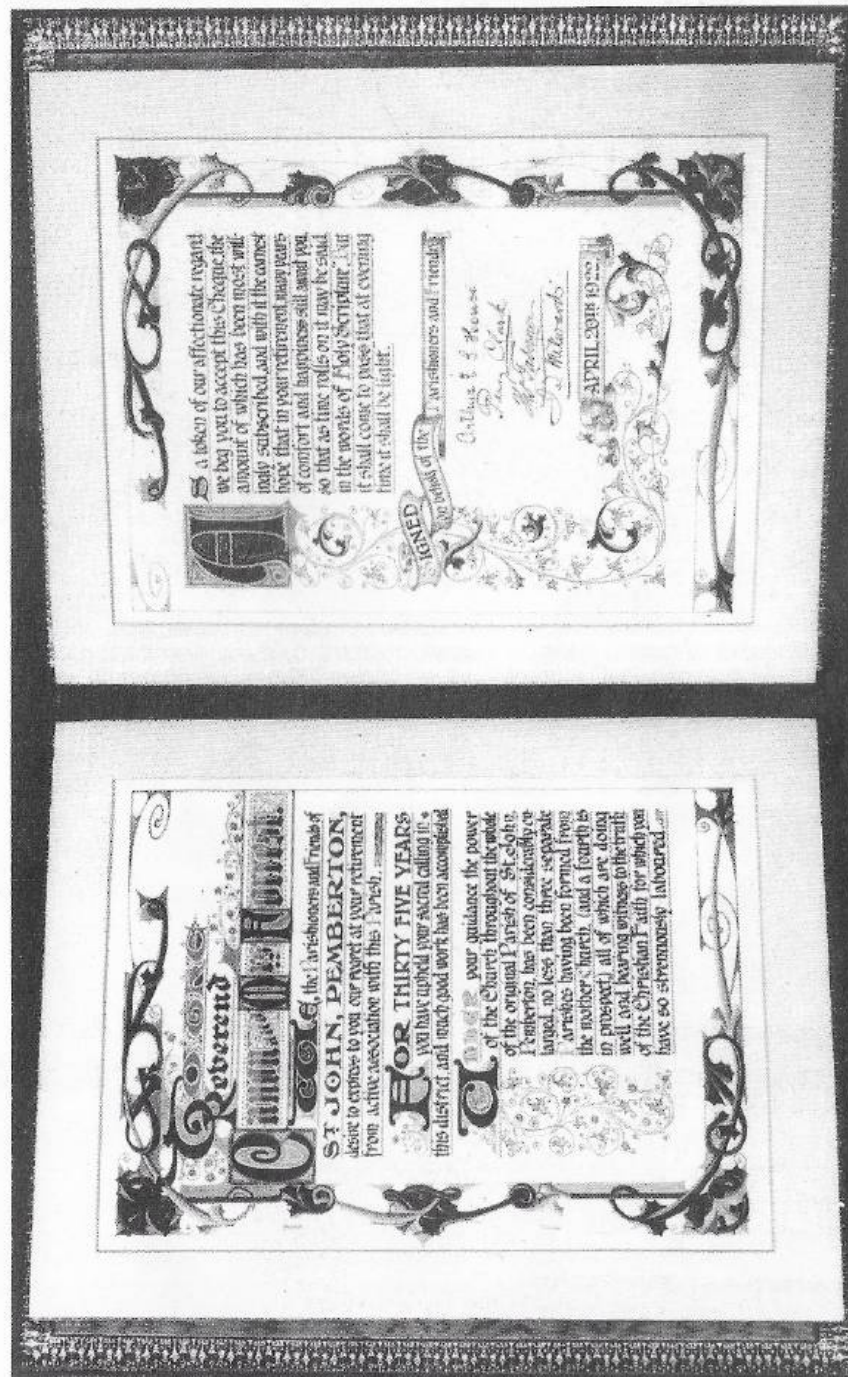 Reverend
Canon
WE, the Parishioners and Friends of
ST JOHN, PEMBERTON,
desire to express to you our regret at your retirement
from active association with this Parish.
FOR THIRTY FIVE YEARS
you have upheld your sacred calling in
this district and much good work has been accomplished
UNDER your guidance the power
of the Church throughout the whole
of the original Parish of St. John,
Pemberton, has been considerably en-
larged, no less than three separate
Parishes having been formed from
the mother Church, (and a fourth is
in prospect) all of which are doing
well and bearing witness to the truth
of the Christian Faith for which you
have so strenuously laboured.
AS a token of our affectionate regard
we beg you to accept this Cheque, the
amount of which has been most will-
ingly subscribed, and with it the earnest
hope that in your retirement, many years
of comfort and happiness still await you,
so that as time rolls on it may be said
in the words of Holy Scripture, But
it shall come to pass that at evening
time it shall be light.
SIGNED on behalf of the Parishioners and Friends
Arthur House
Percy Clark
APRIL 20TH 1922